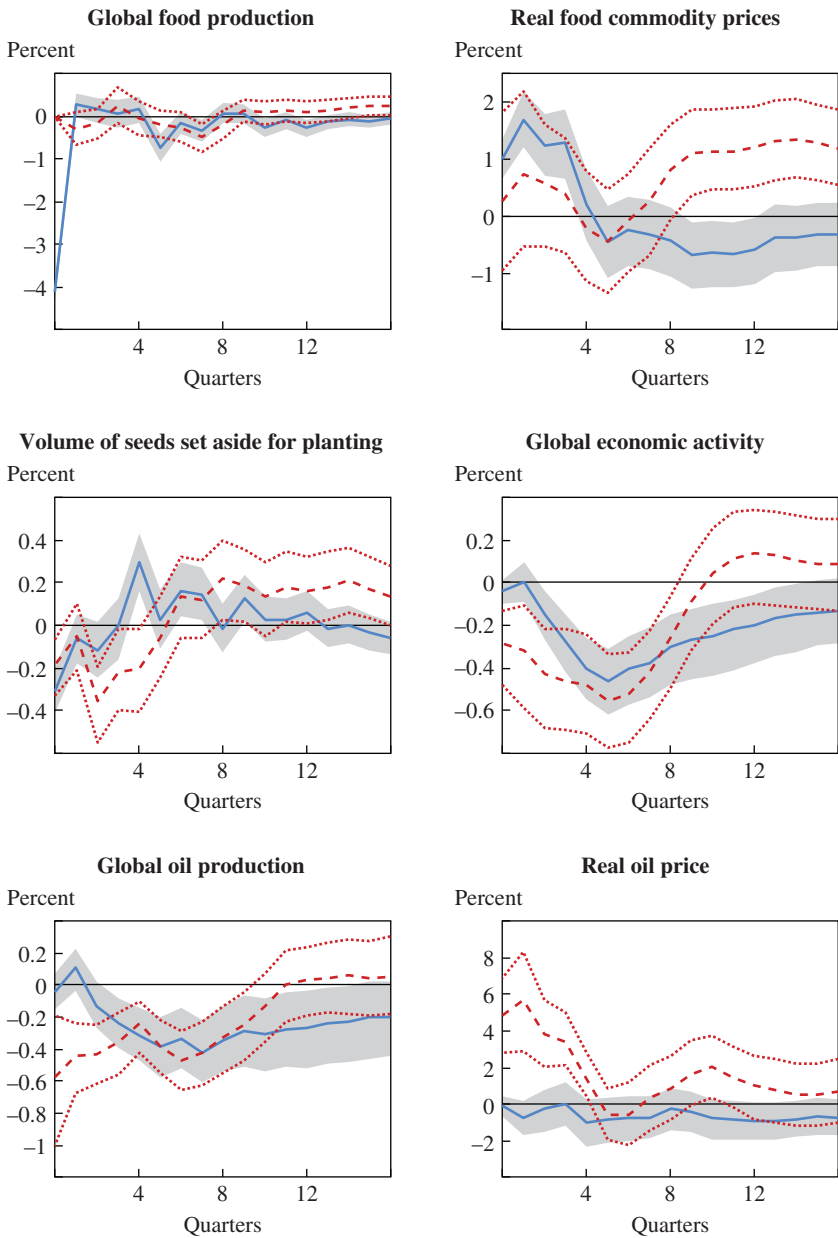 Global food production
Percent
0
–1
–2
–3
–4
4
8
12
Quarters
Real food commodity prices
Percent
2
1
0
–1
4
8
12
Quarters
Volume of seeds set aside for planting
Percent
0.4
0.2
0
–0.2
–0.4
4
8
12
Quarters
Global economic activity
Percent
0.2
0
–0.2
–0.4
–0.6
4
8
12
Quarters
Global oil production
Percent
0.2
0
–0.2
–0.4
–0.6
–0.8
–1
4
8
12
Quarters
Real oil price
Percent
8
6
4
2
0
–2
4
8
12
Quarters